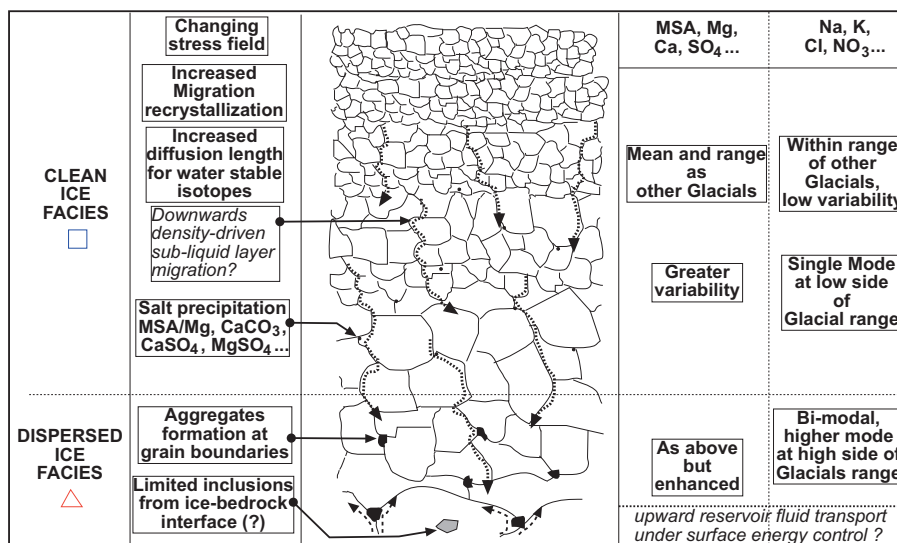 Changing
stress field
Increased
Migration
recrystallization
Increased
diffusion length
for water stable
isotopes
Downwards
density-driven
sub-liquid layer
migration?
Salt precipitation
MSA/Mg, CaCO3,
CaSO4, MgSO4 ...
Aggregates
formation at
grain boundaries
Limited inclusions
from ice-bedrock
interface (?)
CLEAN
ICE
FACIES
DISPERSED
ICE
FACIES
MSA, Mg,
Ca, SO4 ...
Na, K,
Cl, NO3...
Mean and range
as
other Glacials
Within range
of other
Glacials,
low variability
Greater
variability
Single Mode
at low side
of
Glacial range
As above
but
enhanced
Bi-modal,
higher mode
at high side of
Glacials range
upward reservoir fluid transport
under surface energy control ?